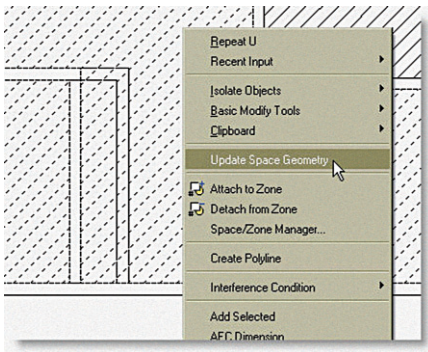 Repeat U
Recent Input
Isolate Objects
Basic Modify Tools
Clipboard
Update Space Geometry
Attach to Zone
Detach from Zone
Space/Zone Manager...
Create Polyline
Interference Condition
Add Selected
AEC Dimension